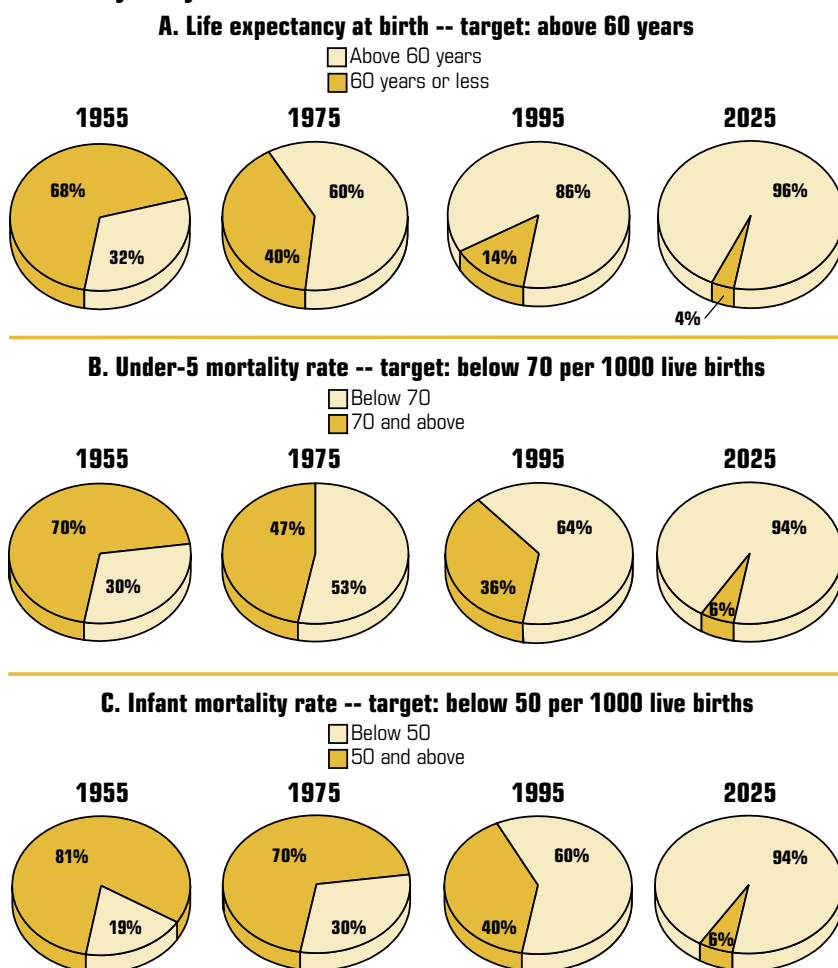 A. Life expectancy at birth -- target: above 60 years
Above 60 years
60 years or less
1955 1975 1995 2025
68% 32% 40% 60% 86% 14% 96% 4%
B. Under-5 mortality rate -- target: below 70 per 1000 live births
Below 70
70 and above
1955 1975 1995 2025
70% 30% 47% 53% 64% 36% 94% 6%
C. Infant mortality rate -- target: below 50 per 1000 live births
Below 50
50 and above
1955 1975 1995 2025
81% 19% 70% 30% 60% 40% 94% 6%